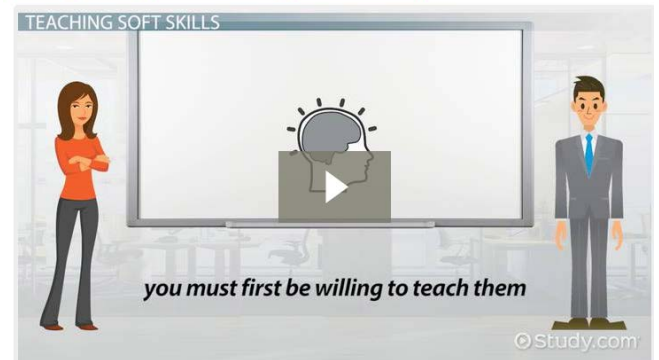 TEACHING SOFT SKILLS
you must first be willing to teach them
Study.com